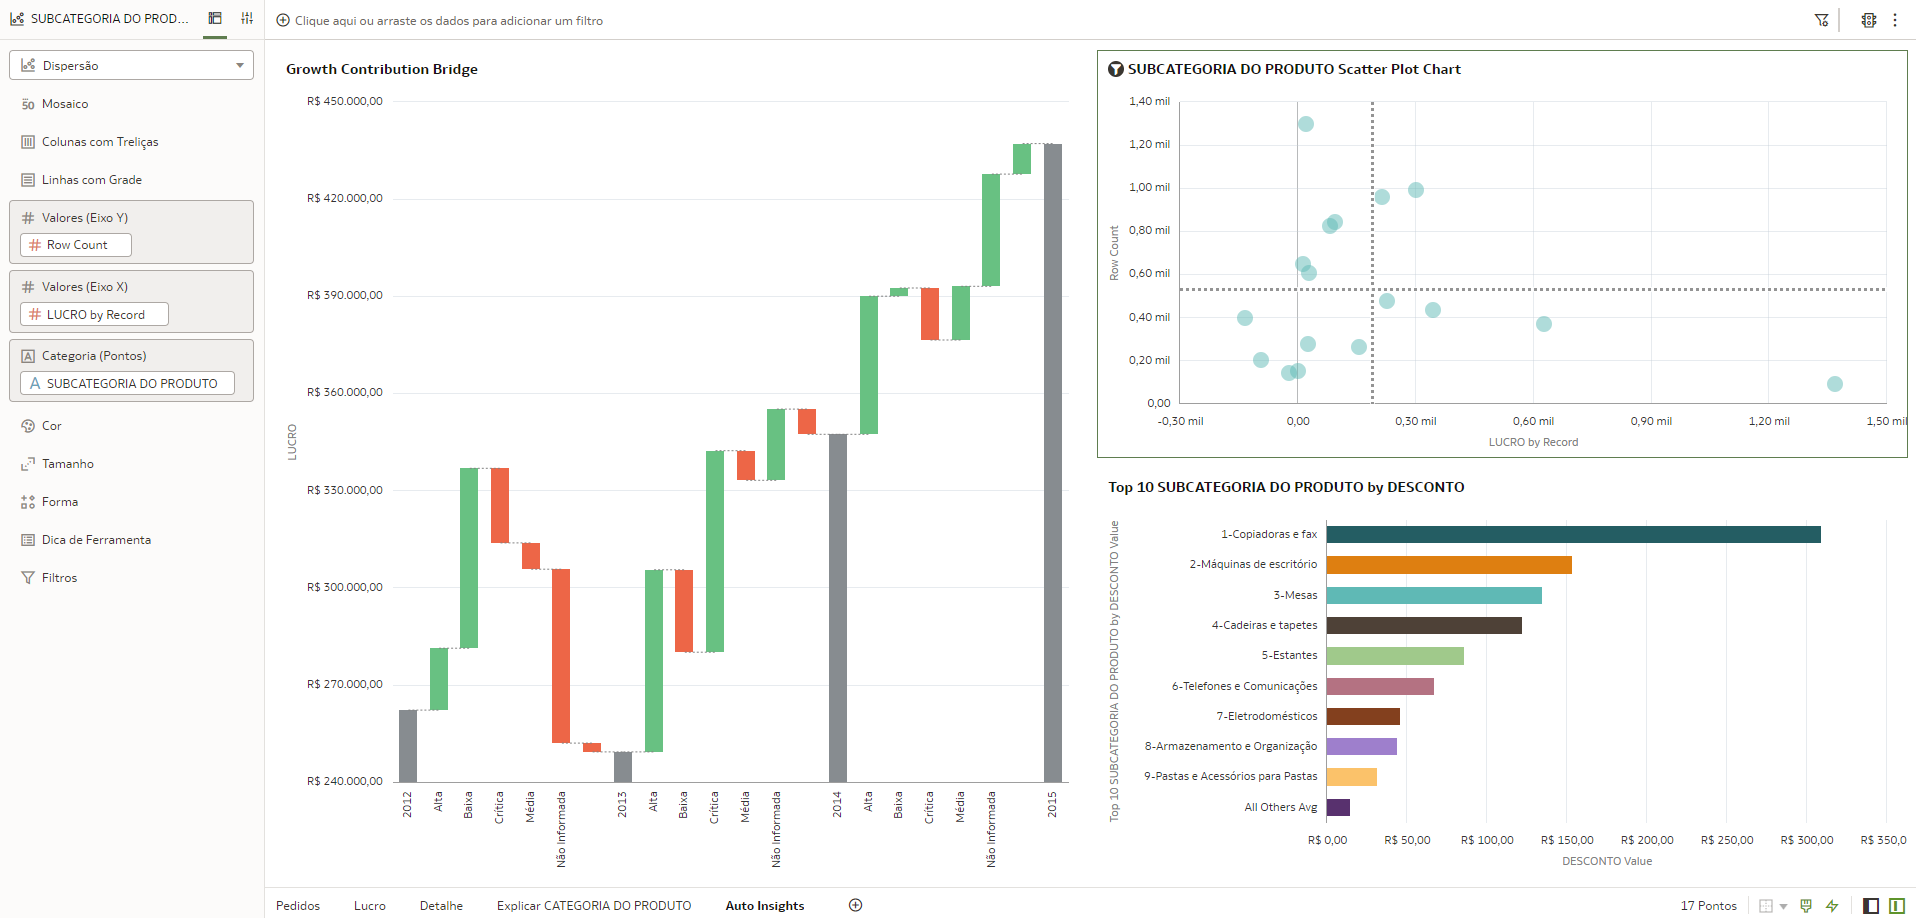 SUBCATEGORIA DO PROD...
Clique aqui ou arraste os dados para adicionar um filtro
Dispersão
Mosaico
Colunas com Treliças
Linhas com Grade
Valores (Eixo Y)
Row Count
Valores (Eixo X)
LUCRO by Record
Categoria (Pontos)
A SUBCATEGORIA DO PRODUTO
Cor
Tamanho
Forma
Dica de Ferramenta
Filtros
Growth Contribution Bridge
LUCRO
R$ 450.000,00
R$ 420.000,00
R$ 390.000,00
R$ 360.000,00
R$ 330.000,00
R$ 300.000,00
R$ 270.000,00
R$ 240.000,00
2012
Alta
Baixa
Crítica
Média
Não Informada
2013
Alta
Baixa
Crítica
Média
Não Informada
2014
Alta
Baixa
Crítica
Média
Não Informada
2015
SUBCATEGORIA DO PRODUTO Scatter Plot Chart
Row Count
1,40 mil
1,20 mil
1,00 mil
0,80 mil
0,60 mil
0,40 mil
0,20 mil
0,00
-0,30 mil
0,00
0,30 mil
0,60 mil
0,90 mil
1,20 mil
1,50 mil
LUCRO by Record
Top 10 SUBCATEGORIA DO PRODUTO by DESCONTO
Top 10 SUBCATEGORIA DO PRODUTO by DESCONTO Value
1-Copiadoras e fax
2-Máquinas de escritório
3-Mesas
4-Cadeiras e tapetes
5-Estantes
6-Telefones e Comunicações
7-Eletrodomésticos
8-Armazenamento e Organização
9-Pastas e Acessórios para Pastas
All Others Avg
R$ 0,00
R$ 50,00
R$ 100,00
R$ 150,00
R$ 200,00
R$ 250,00
R$ 300,00
R$ 350,0
DESCONTO Value
Pedidos
Lucro
Detalhe
Explicar CATEGORIA DO PRODUTO
Auto Insights
17 Pontos